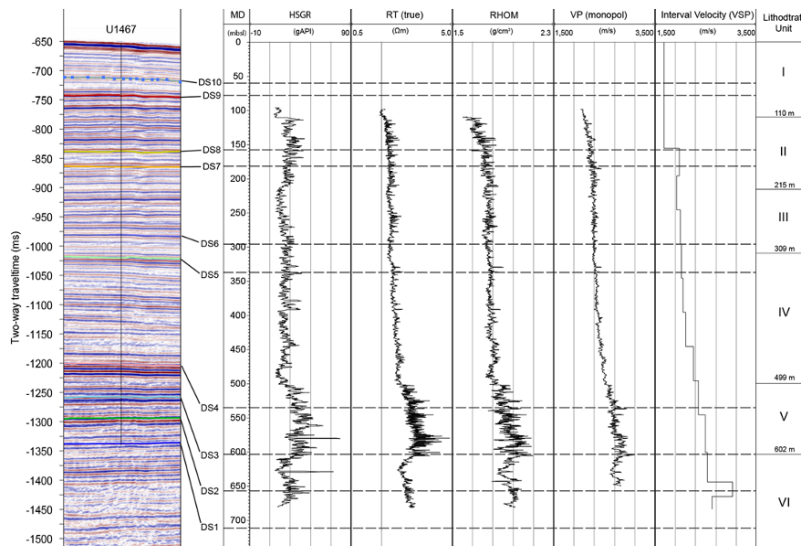 U1467
MD HSGR RT (true) RHOM VP (monopol) Interval Velocity (VSP) Lithodtrat
(mbsl) -10 (gAPI) 90 0.5 (Ωm) 5.0 1.5 (g/cm³) 2.3 (m/s) 3,500 1,500 (m/s) 3,500 Unit
Two-way traveltime (ms)
-650
-700
-750
-800
-850
-900
-950
-1000
-1050
-1100
-1150
-1200
-1250
-1300
-1350
-1400
-1450
-1500
DS10
DS9
DS8
DS7
DS6
DS5
DS4
DS3
DS2
DS1
0
50
100
150
200
250
300
350
400
450
500
550
600
650
700
I
110 m
II
215 m
III
309 m
IV
499 m
V
602 m
VI